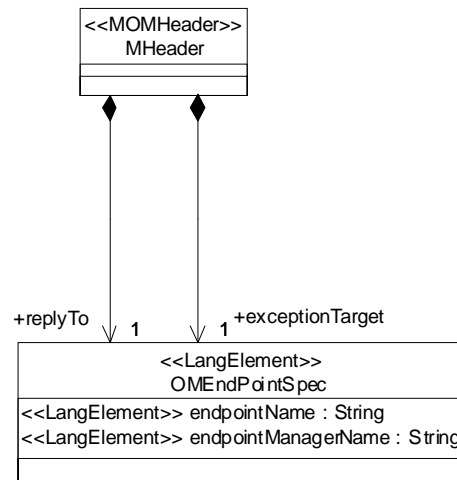 <<MOMHeader>>
MHeader
+replyTo 1 1 +exceptionTarget
<<LangElement>>
OMEndPointSpec
<<LangElement>> endpointName : String
<<LangElement>> endpointManagerName : String